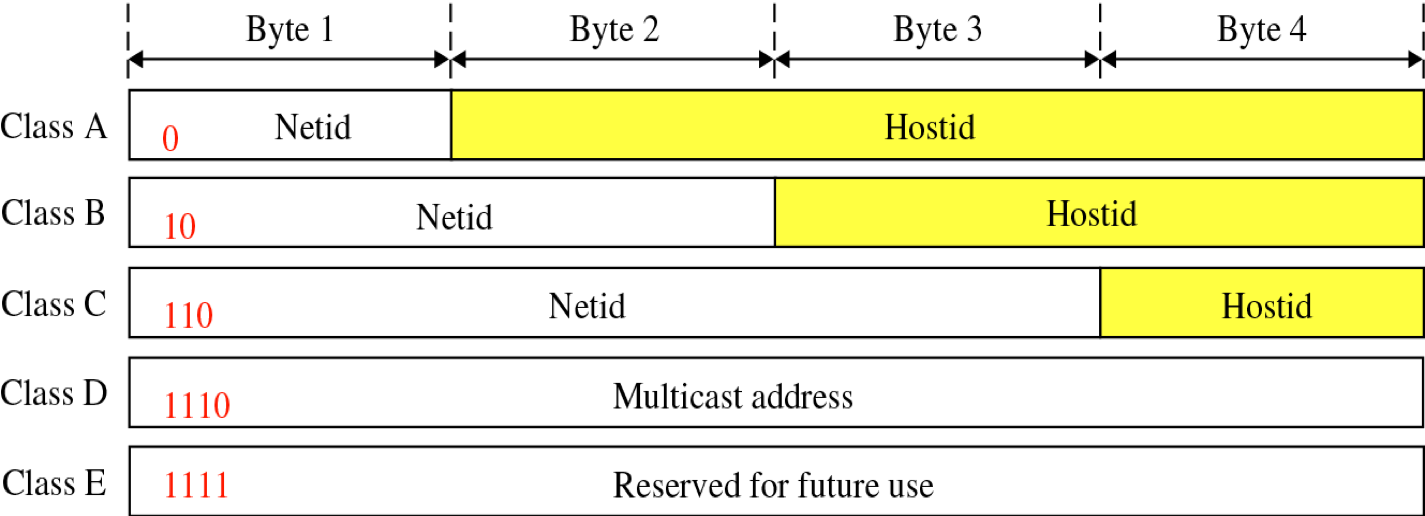 Byte 1 Byte 2 Byte 3 Byte 4
Class A 0 Netid Hostid
Class B 10 Netid Hostid
Class C 110 Netid Hostid
Class D 1110 Multicast address
Class E 1111 Reserved for future use